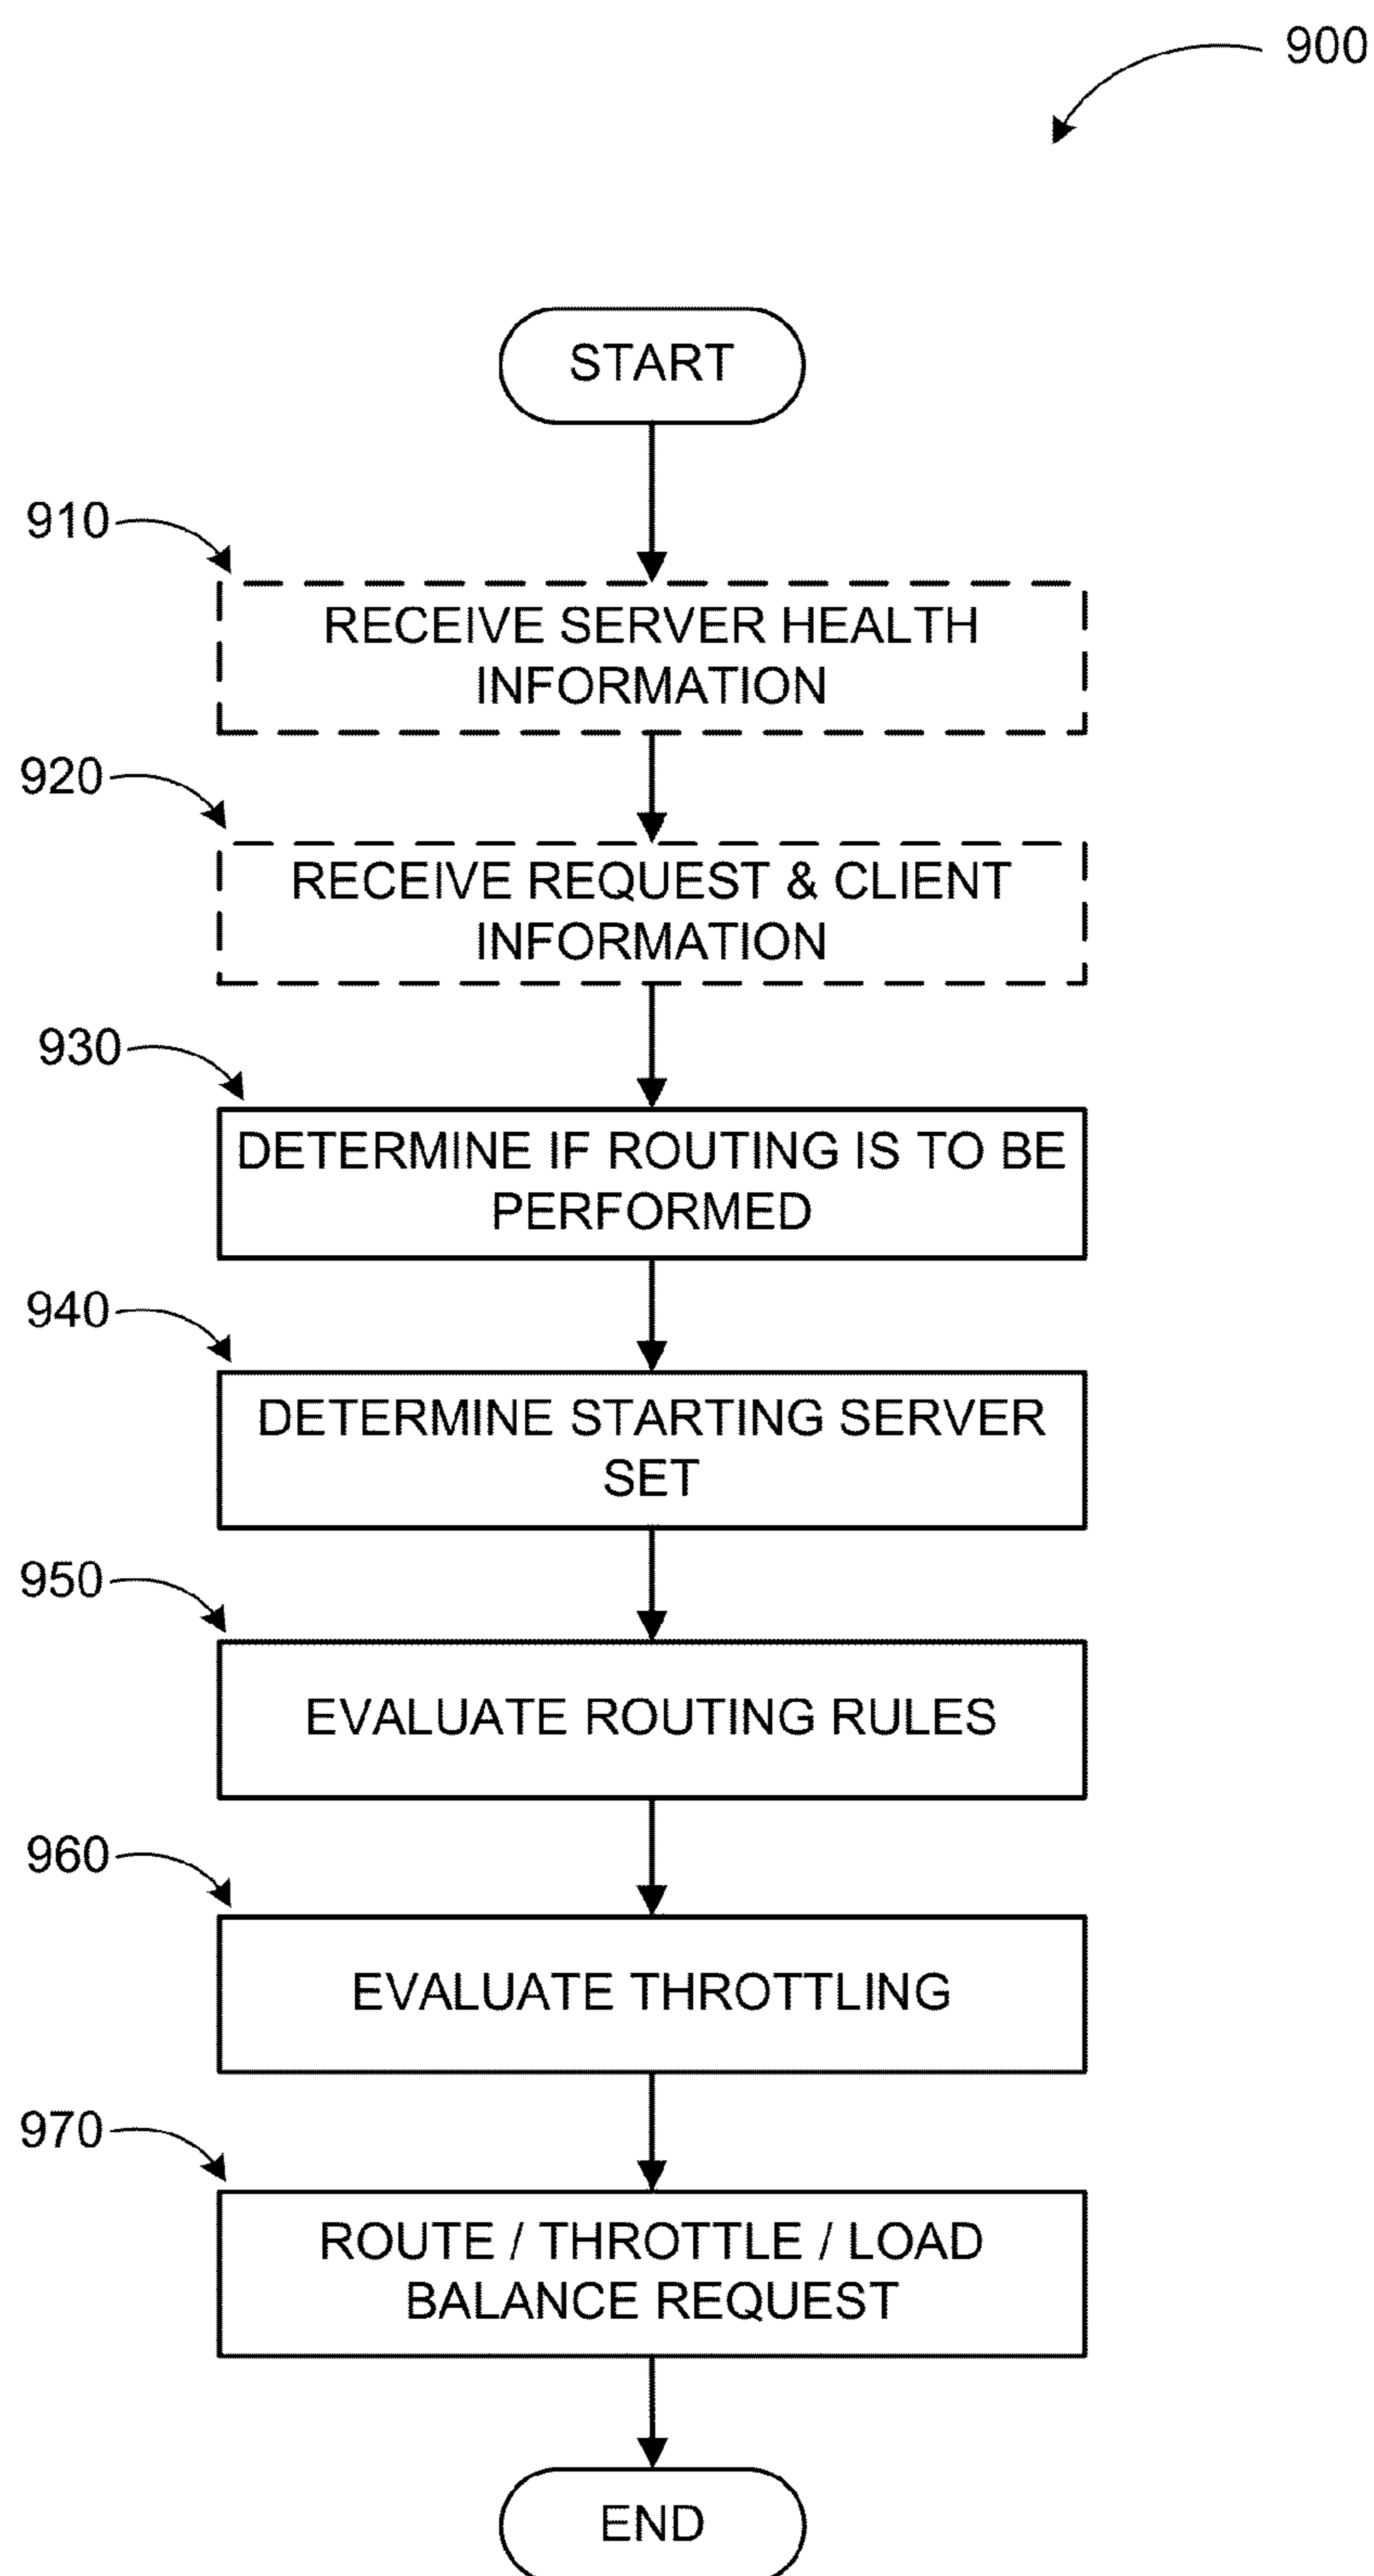 900
START
910
RECEIVE SERVER HEALTH
INFORMATION
920
RECEIVE REQUEST & CLIENT
INFORMATION
930
DETERMINE IF ROUTING IS TO BE
PERFORMED
940
DETERMINE STARTING SERVER
SET
950
EVALUATE ROUTING RULES
960
EVALUATE THROTTLING
970
ROUTE / THROTTLE / LOAD
BALANCE REQUEST
END